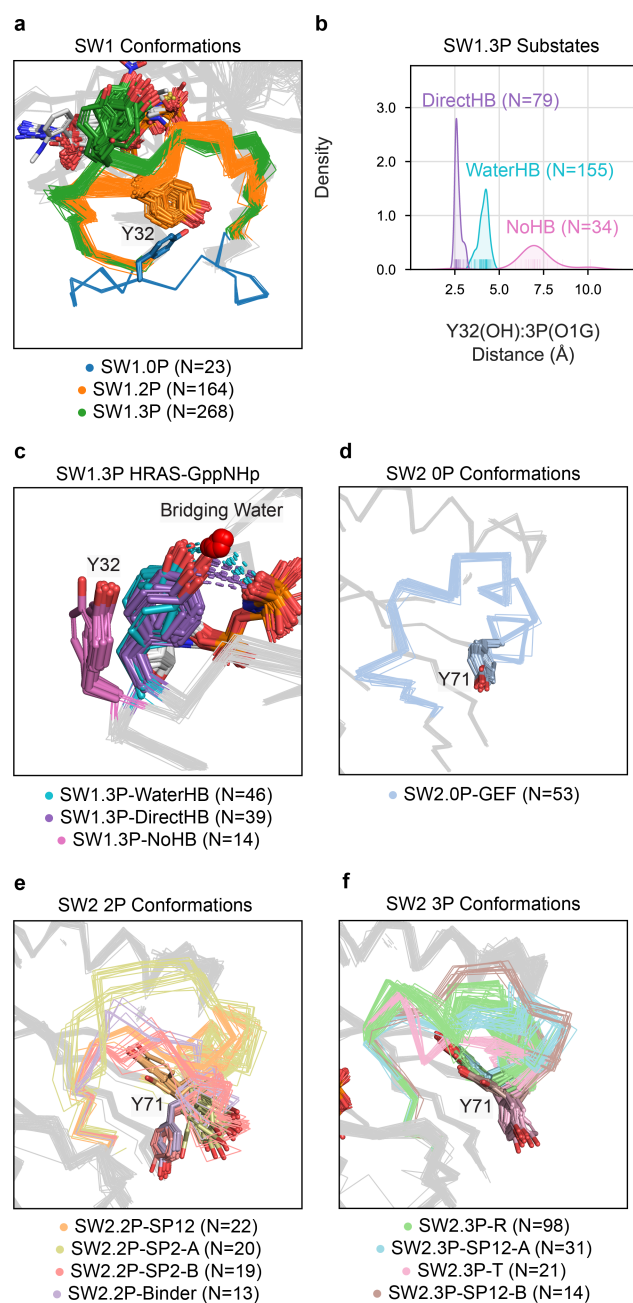 a
SW1 Conformations
Y32
SW1.0P (N=23)
SW1.2P (N=164)
SW1.3P (N=268)
b
SW1.3P Substates
Density
3.0
2.0
1.0
0.0
DirectHB (N=79)
WaterHB (N=155)
NoHB (N=34)
2.5 5.0 7.5 10.0
Y32(OH):3P(O1G)
Distance (Å)
c
SW1.3P HRAS-GppNHp
Bridging Water
Y32
SW1.3P-WaterHB (N=46)
SW1.3P-DirectHB (N=39)
SW1.3P-NoHB (N=14)
d
SW2 0P Conformations
Y71
SW2.0P-GEF (N=53)
e
SW2 2P Conformations
Y71
SW2.2P-SP12 (N=22)
SW2.2P-SP2-A (N=20)
SW2.2P-SP2-B (N=19)
SW2.2P-Binder (N=13)
f
SW2 3P Conformations
Y71
SW2.3P-R (N=98)
SW2.3P-SP12-A (N=31)
SW2.3P-T (N=21)
SW2.3P-SP12-B (N=14)